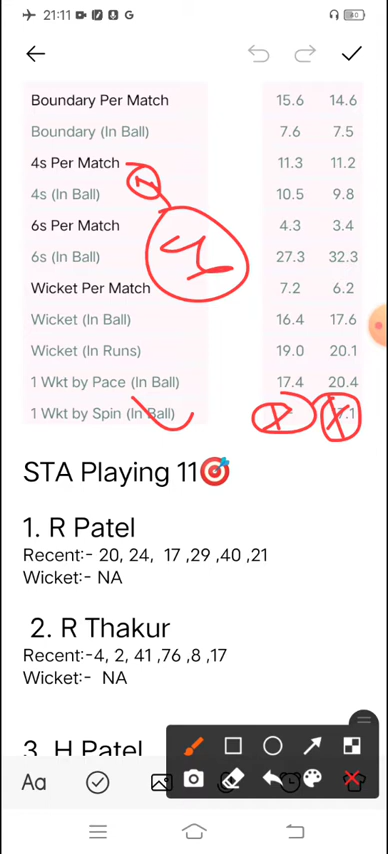 21:11 G
Boundary Per Match 15.6 14.6
Boundary (In Ball) 7.6 7.5
4s Per Match 11.3 11.2
4s (In Ball) 10.5 9.8
6s Per Match 4.3 3.4
6s (In Ball) 27.3 32.3
Wicket Per Match 7.2 6.2
Wicket (In Ball) 16.4 17.6
Wicket (In Runs) 19.0 20.1
1 Wkt by Pace (In Ball) 17.4 20.4
1 Wkt by Spin (In Ball)
STA Playing 11🎯
1. R Patel
Recent:- 20, 24, 17 ,29 ,40 ,21
Wicket:- NA
2. R Thakur
Recent:-4, 2, 41 ,76 ,8 ,17
Wicket:- NA
3. H Patel
Aa